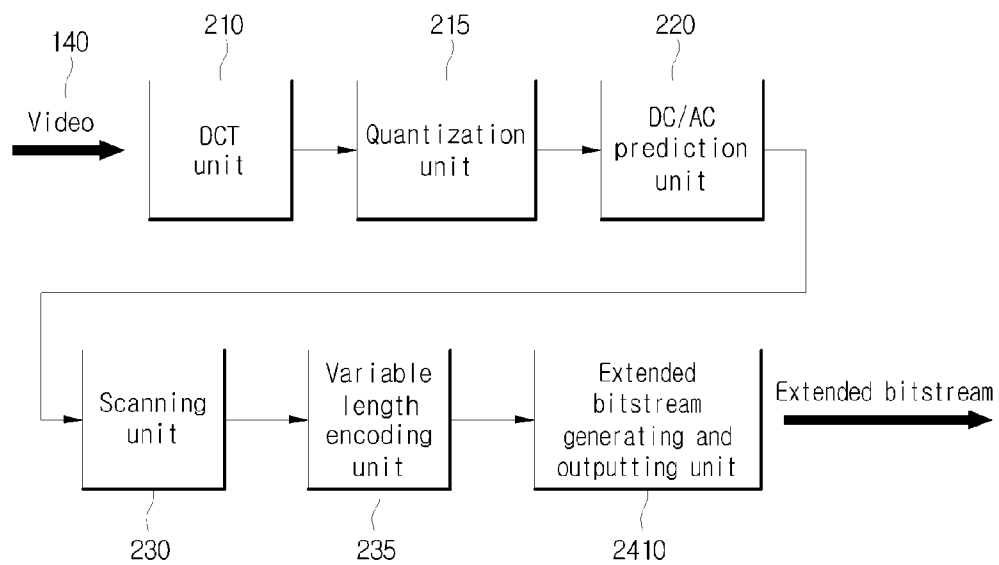 140
210
215
220
Video
DCT
unit
Quantization
unit
DC/AC
prediction
unit
Scanning
unit
Variable
length
encoding
unit
Extended
bitstream
generating and
outputting unit
Extended bitstream
230
235
2410